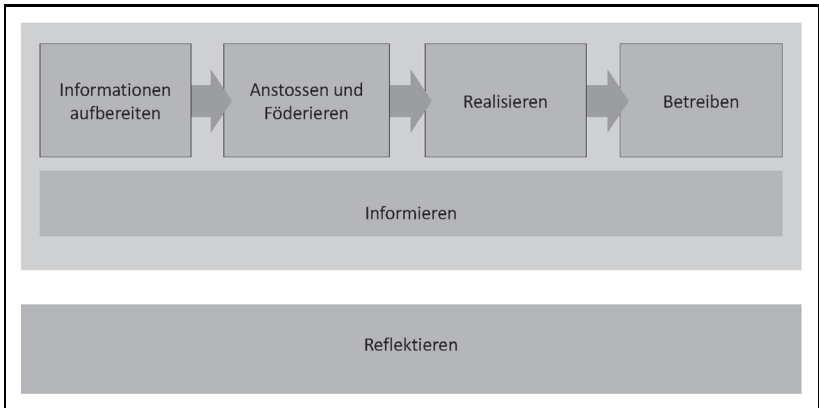 Informationen
aufbereiten
Anstossen und
Föderieren
Realisieren
Betreiben
Informieren
Reflektieren